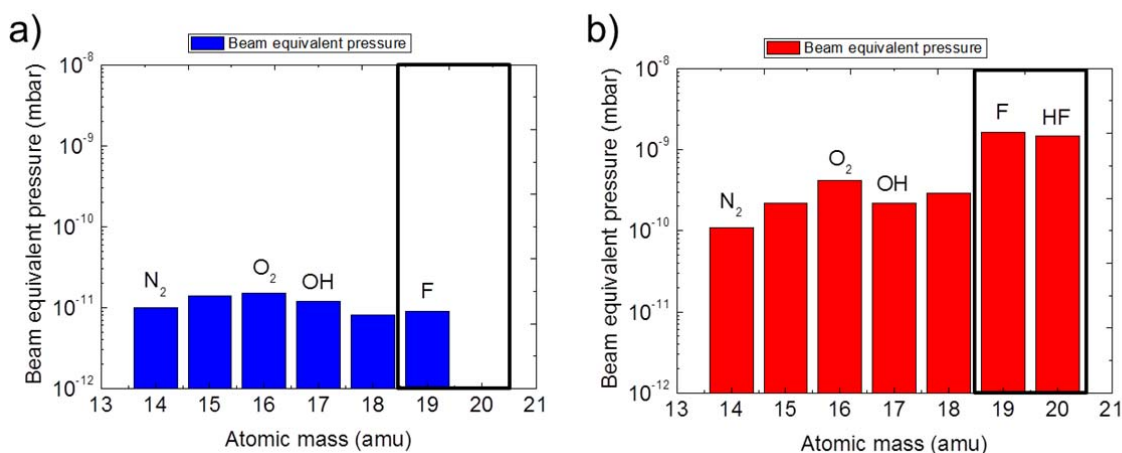 a)
Beam equivalent pressure
Beam equivalent pressure (mbar)
10⁻⁸
10⁻⁹
10⁻¹⁰
10⁻¹¹
10⁻¹²
N₂
O₂
OH
F
13 14 15 16 17 18 19 20 21
Atomic mass (amu)
b)
Beam equivalent pressure
Beam equivalent pressure (mbar)
10⁻⁸
10⁻⁹
10⁻¹⁰
10⁻¹¹
10⁻¹²
N₂
O₂
OH
F
HF
13 14 15 16 17 18 19 20 21
Atomic mass (amu)